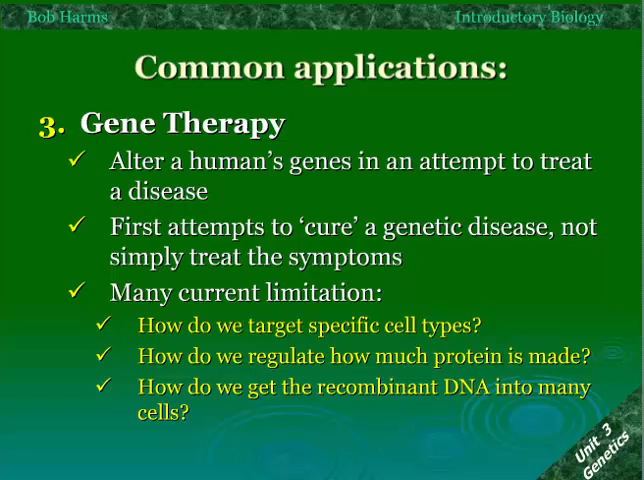 Bob Harms
Introductory Biology
Common applications:
3. Gene Therapy
✓ Alter a human's genes in an attempt to treat
a disease
✓ First attempts to ‘cure’ a genetic disease, not
simply treat the symptoms
✓ Many current limitation:
✓ How do we target specific cell types?
✓ How do we regulate how much protein is made?
✓ How do we get the recombinant DNA into many
cells?
Unit 3
Genetics